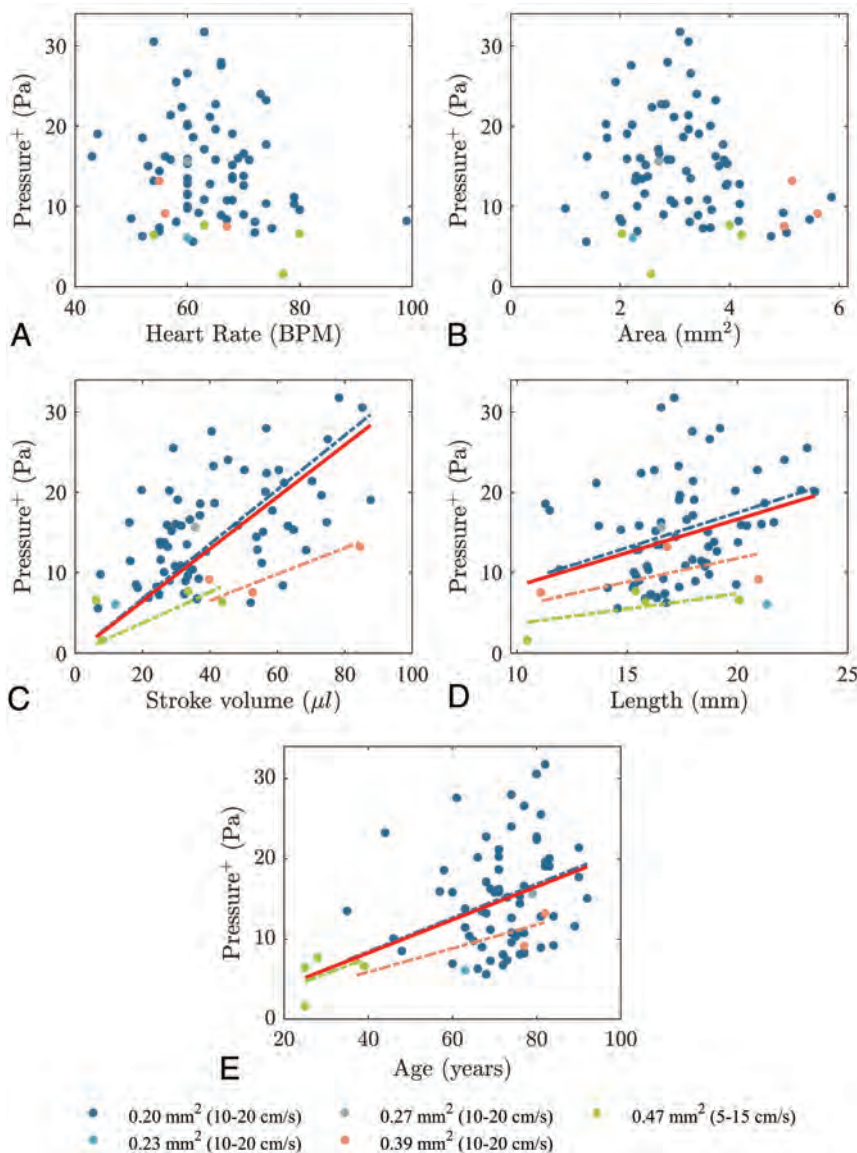 30
20
10
0
Pressure⁺ (Pa)
40
60
80
100
Heart Rate (BPM)
A
30
20
10
0
Pressure⁺ (Pa)
0
2
4
6
Area (mm²)
B
30
20
10
0
Pressure⁺ (Pa)
0
20
40
60
80
100
Stroke volume (μl)
C
30
20
10
0
Pressure⁺ (Pa)
10
15
20
25
Length (mm)
D
30
20
10
0
Pressure⁺ (Pa)
20
40
60
80
100
Age (years)
E
0.20 mm² (10-20 cm/s)
0.27 mm² (10-20 cm/s)
0.47 mm² (5-15 cm/s)
0.23 mm² (10-20 cm/s)
0.39 mm² (10-20 cm/s)